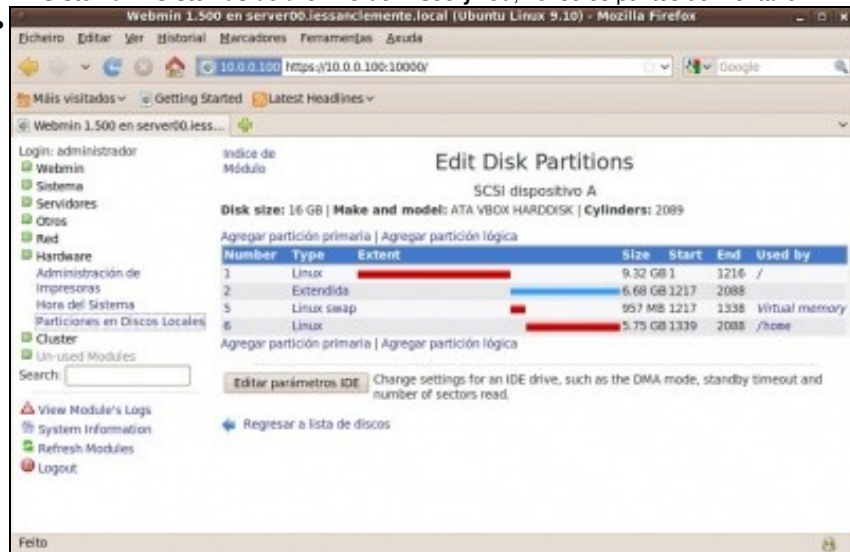 Webmin 1.500 en server00.iessanclemente.local (Ubuntu Linux 9.10) - Mozilla Firefox
Ficheiro Editar Ver Historial Marcadores Ferramentas Axuda
10.0.0.100 https://10.0.0.100:10000/
Google
Máis visitados Getting Started Latest Headlines
Webmin 1.500 en server00.iess...
Login: administrador
Webmin
Sistema
Servidores
Otros
Red
Hardware
Administración de
Impresoras
Hora del Sistema
Particiones en Discos Locales
Cluster
Un-used Modules
Search:
View Module's Logs
System Information
Refresh Modules
Logout
Indice de
Módulo
Edit Disk Partitions
SCSI dispositivo A
Disk size: 16 GB | Make and model: ATA VBOX HARDDISK | Cylinders: 2089
Agregar partición primaria | Agregar partición lógica
Number Type Extent Size Start End Used by
1 Linux 9.32 GB 1 1216 /
2 Extendida 6.68 GB 1217 2088
5 Linux swap 957 MB 1217 1338 Virtual memory
6 Linux 5.75 GB 1339 2088 /home
Agregar partición primaria | Agregar partición lógica
Editar parámetros IDE
Change settings for an IDE drive, such as the DMA mode, standby timeout and
number of sectors read.
Regresar a lista de discos
Feito